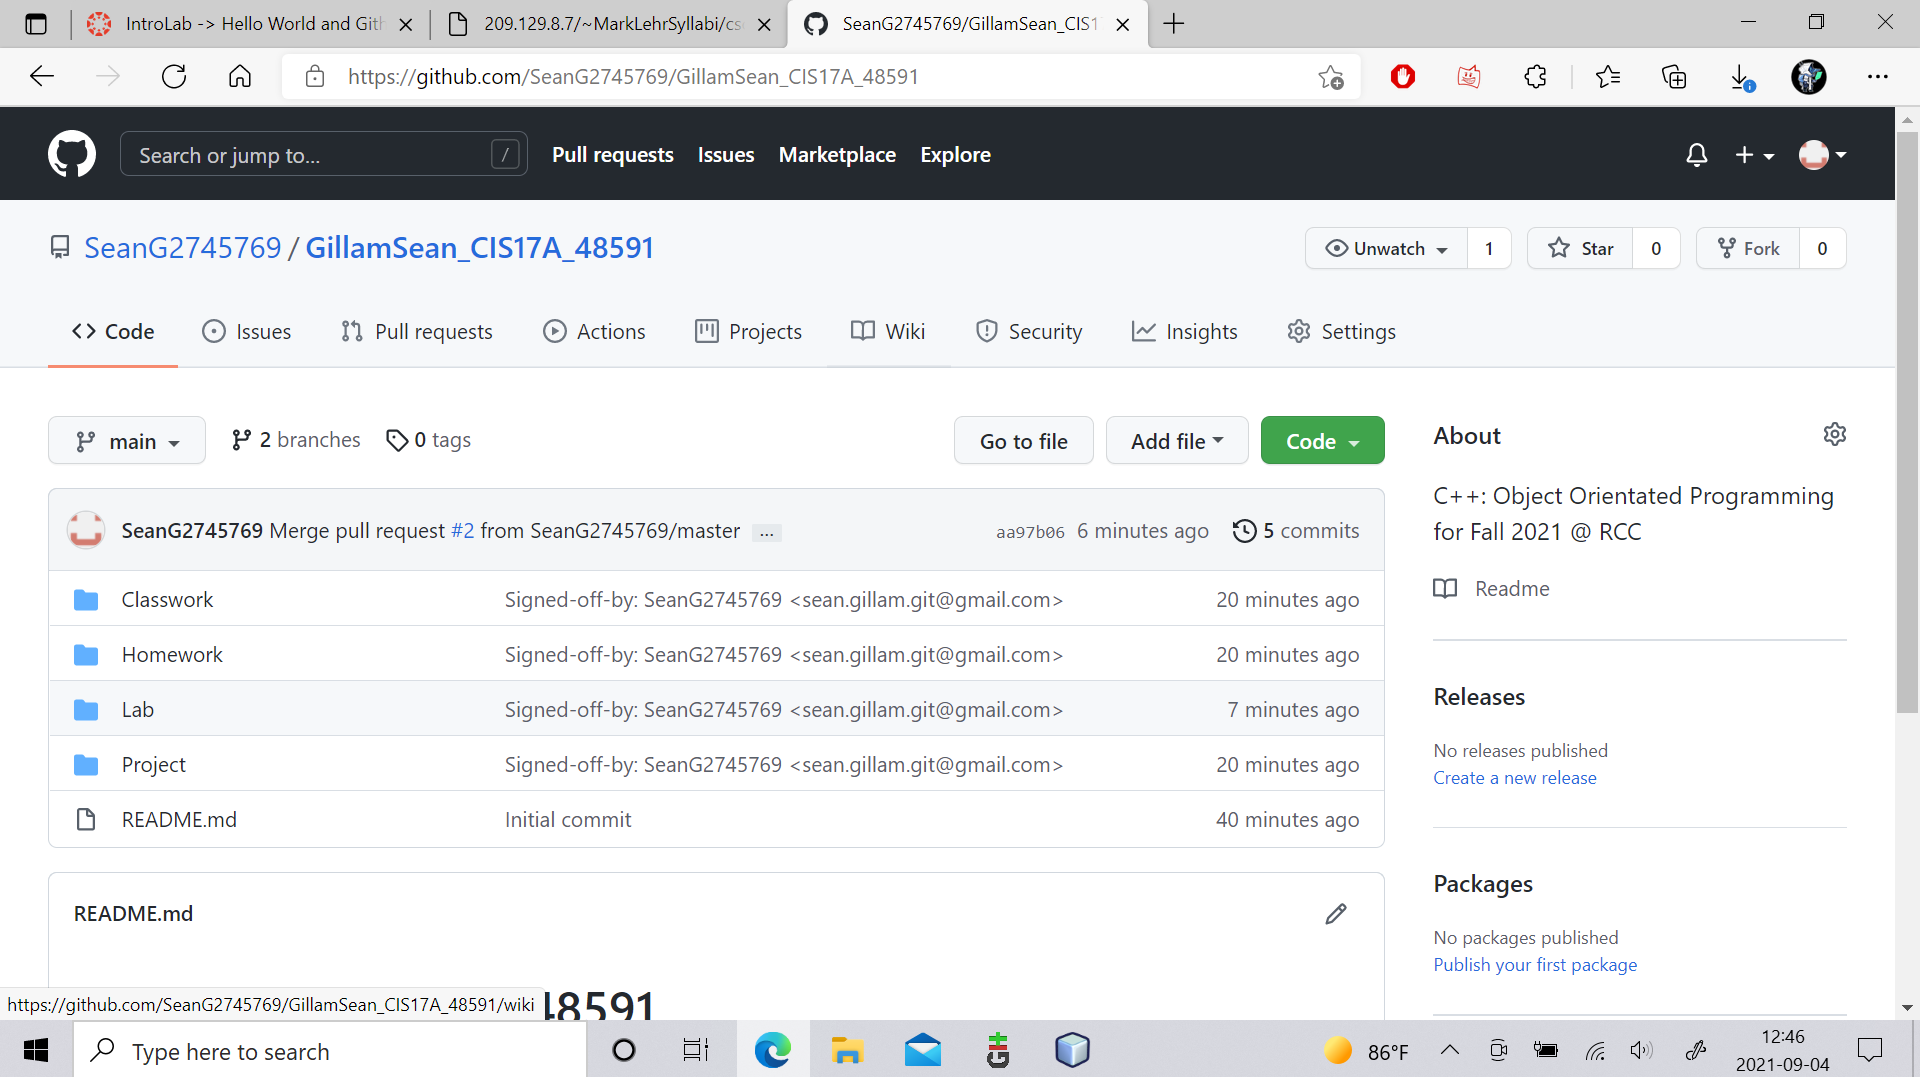 IntroLab -> Hello World and Gith
209.129.8.7/~MarkLehrSyllabi/cs
SeanG2745769/GillamSean_CIS17
https://github.com/SeanG2745769/GillamSean_CIS17A_48591
Search or jump to... /
Pull requests Issues Marketplace Explore
SeanG2745769 / GillamSean_CIS17A_48591
Unwatch 1 Star 0 Fork 0
Code Issues Pull requests Actions Projects Wiki Security Insights Settings
main 2 branches 0 tags Go to file Add file Code
SeanG2745769 Merge pull request #2 from SeanG2745769/master ... aa97b06 6 minutes ago 5 commits
Classwork Signed-off-by: SeanG2745769 <sean.gillam.git@gmail.com> 20 minutes ago
Homework Signed-off-by: SeanG2745769 <sean.gillam.git@gmail.com> 20 minutes ago
Lab Signed-off-by: SeanG2745769 <sean.gillam.git@gmail.com> 7 minutes ago
Project Signed-off-by: SeanG2745769 <sean.gillam.git@gmail.com> 20 minutes ago
README.md Initial commit 40 minutes ago
README.md
48591
About
C++: Object Orientated Programming
for Fall 2021 @ RCC
Readme
Releases
No releases published
Create a new release
Packages
No packages published
Publish your first package
https://github.com/SeanG2745769/GillamSean_CIS17A_48591/wiki
Type here to search
86°F
12:46
2021-09-04